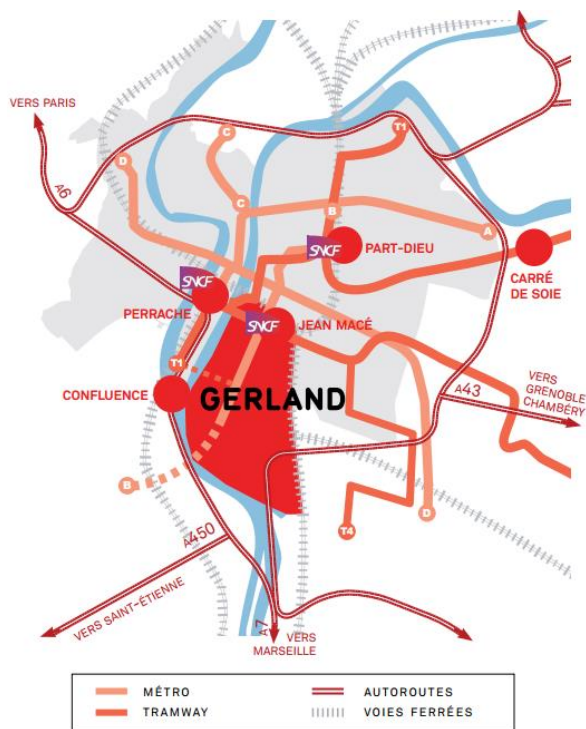 VERS PARIS
A6
D
C
C
T1
B
A
SNCF
PART-DIEU
CARRÉ
DE SOIE
SNCF
PERRACHE
SNCF
JEAN MACÉ
T1
CONFLUENCE
GERLAND
A43
VERS
GRENOBLE
CHAMBÉRY
B
D
T4
A450
VERS SAINT-ÉTIENNE
A7
VERS
MARSEILLE
MÉTRO
TRAMWAY
AUTOROUTES
VOIES FERRÉES